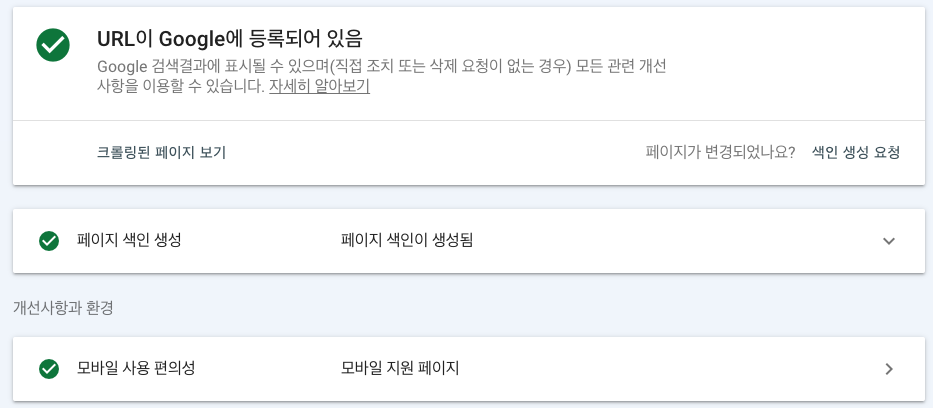 URL이 Google에 등록되어 있음
Google 검색결과에 표시될 수 있으며(직접 조치 또는 삭제 요청이 없는 경우) 모든 관련 개선
사항을 이용할 수 있습니다. 자세히 알아보기
크롤링된 페이지 보기 페이지가 변경되었나요? 색인 생성 요청
페이지 색인 생성 페이지 색인이 생성됨
개선사항과 환경
모바일 사용 편의성 모바일 지원 페이지